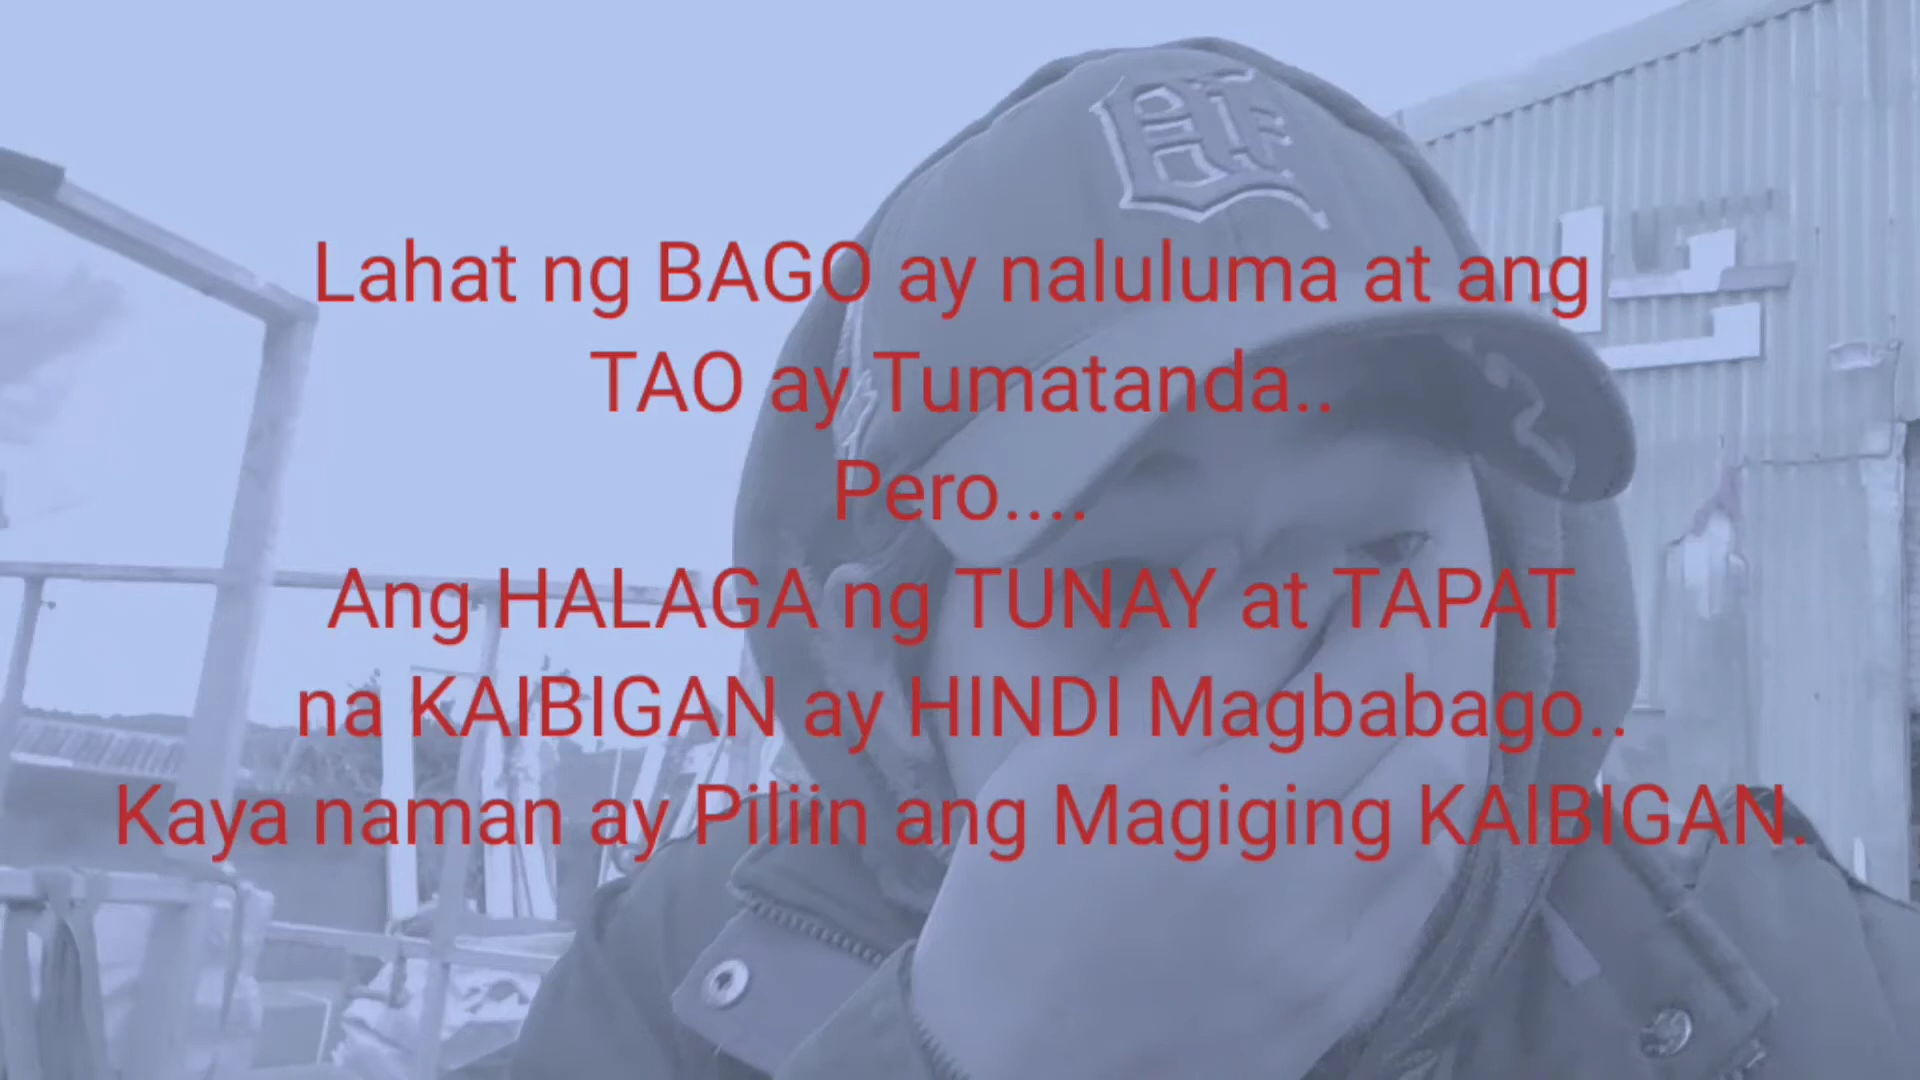 Lahat ng BAGO ay naluluma at ang
TAO ay Tumatanda..
Pero....
Ang HALAGA ng TUNAY at TAPAT
na KAIBIGAN ay HINDI Magbabago..
Kaya naman ay Piliin ang Magiging KAIBIGAN.